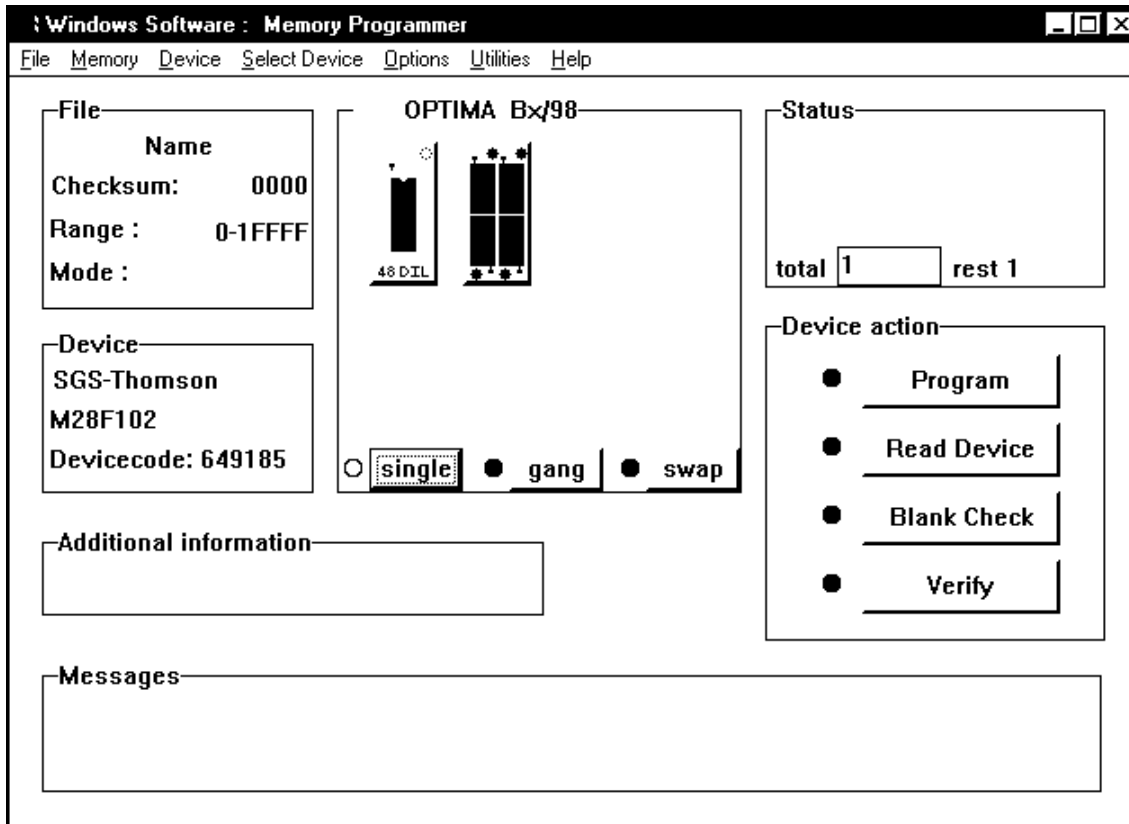 Windows Software : Memory Programmer
File Memory Device Select Device Options Utilities Help
File
Name
Checksum: 0000
Range : 0-1FFFF
Mode :
OPTIMA Bx/98
48 DIL
single gang swap
Status
total 1 rest 1
Device
SGS-Thomson
M28F102
Devicecode: 649185
Device action
Program
Read Device
Blank Check
Verify
Additional information
Messages